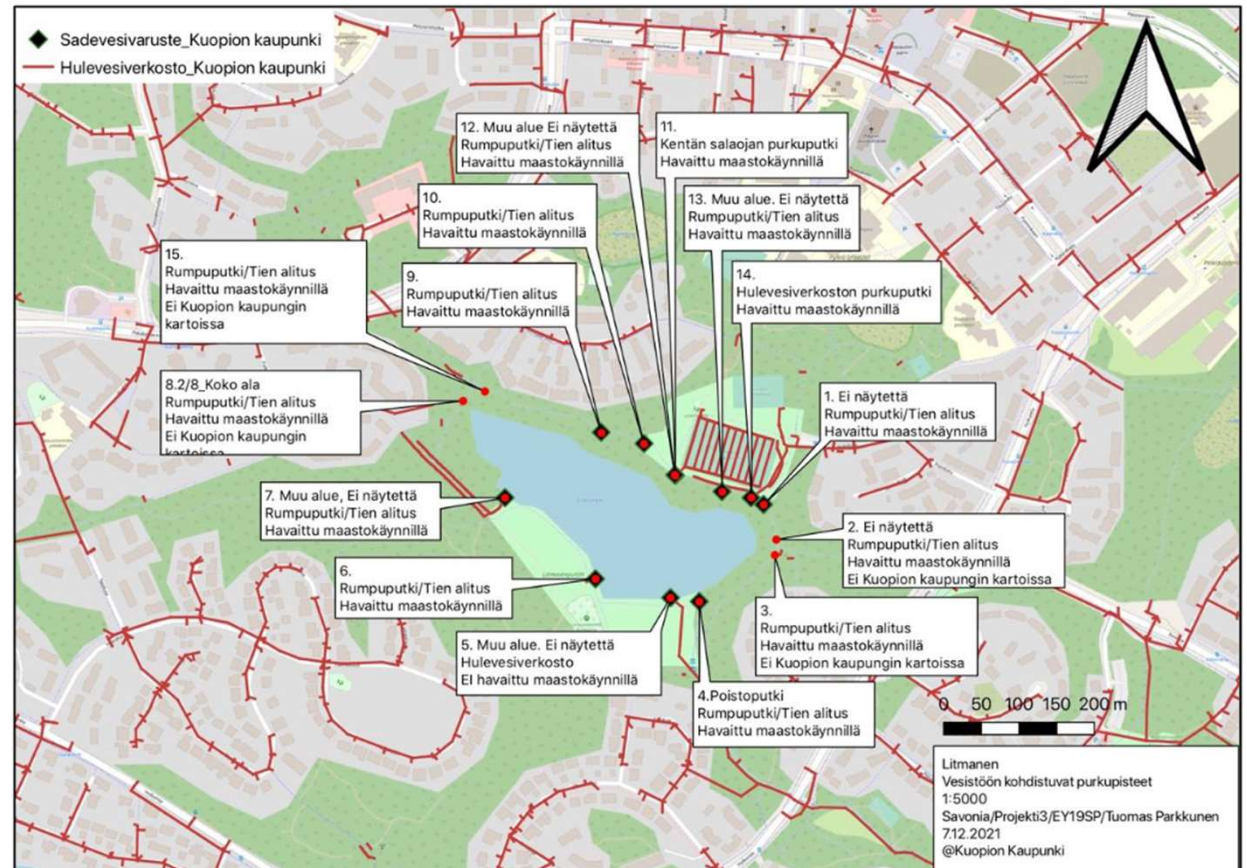 Sadevesivaruste_Kuopion kaupunki
Hulevesiverkosto_Kuopion kaupunki
12. Muu alue Ei näytettä
Rumpuputki/Tien alitus
Havaittu maastokäynnillä
11.
Kentän salaojan purkuputki
Havaittu maastokäynnillä
10.
Rumpuputki/Tien alitus
Havaittu maastokäynnillä
13. Muu alue. Ei näytettä
Rumpuputki/Tien alitus
Havaittu maastokäynnillä
15.
Rumpuputki/Tien alitus
Havaittu maastokäynnillä
Ei Kuopion kaupungin
kartoissa
9.
Rumpuputki/Tien alitus
Havaittu maastokäynnillä
14.
Hulevesiverkoston purkuputki
Havaittu maastokäynnillä
8.2/8_Koko ala
Rumpuputki/Tien alitus
Havaittu maastokäynnillä
Ei Kuopion kaupungin
kartoissa
1. Ei näytettä
Rumpuputki/Tien alitus
Havaittu maastokäynnillä
7. Muu alue, Ei näytettä
Rumpuputki/Tien alitus
Havaittu maastokäynnillä
2. Ei näytettä
Rumpuputki/Tien alitus
Havaittu maastokäynnillä
Ei Kuopion kaupungin kartoissa
6.
Rumpuputki/Tien alitus
Havaittu maastokäynnillä
3.
Rumpuputki/Tien alitus
Havaittu maastokäynnillä
Ei Kuopion kaupungin kartoissa
5. Muu alue. Ei näytettä
Hulevesiverkosto
EI havaittu maastokäynnillä
4.Poistoputki
Rumpuputki/Tien alitus
Havaittu maastokäynnillä
0 50 100 150 200 m
Litmanen
Vesistöön kohdistuvat purkupisteet
1:5000
Savonia/Projekti3/EY19SP/Tuomas Parkkunen
7.12.2021
@Kuopion Kaupunki